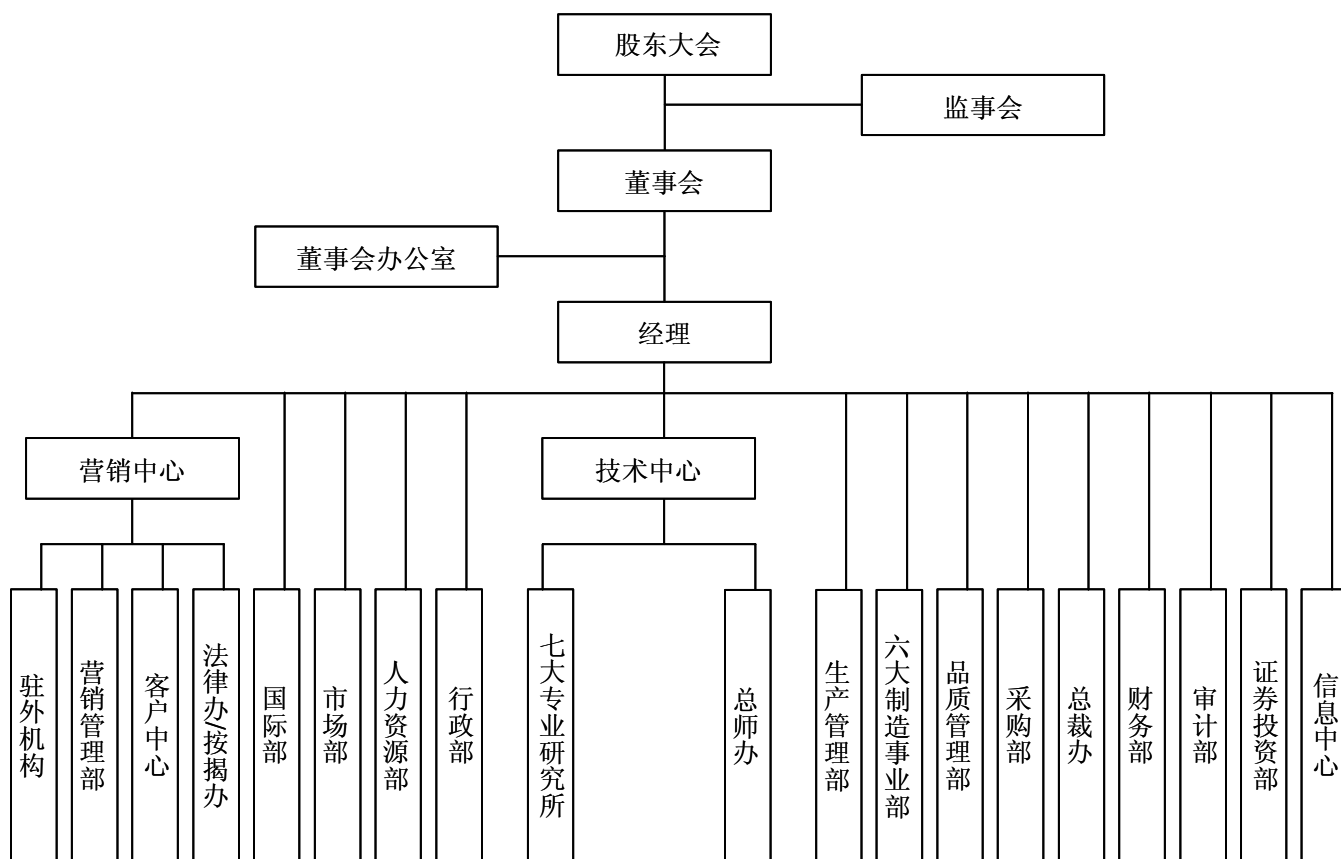 股东大会
监事会
董事会
董事会办公室
经理
营销中心
技术中心
驻外机构
营销管理部
客户中心
法律办/按揭办
国际部
市场部
人力资源部
行政部
七大专业研究所
总师办
生产管理部
六大制造事业部
品质管理部
采购部
总裁办
财务部
审计部
证券投资部
信息中心